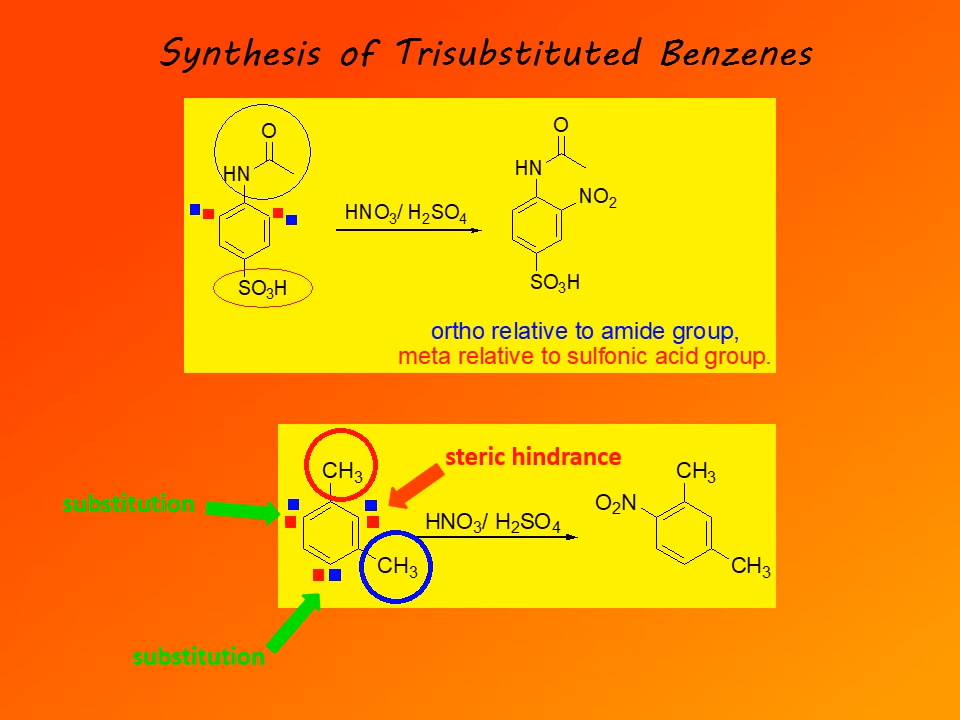 Synthesis of Trisubstituted Benzenes
O
HN
SO3H
HNO3/ H2SO4
O
HN
NO2
SO3H
ortho relative to amide group,
meta relative to sulfonic acid group.
CH3
steric hindrance
substitution
CH3
HNO3/ H2SO4
O2N
CH3
CH3
substitution